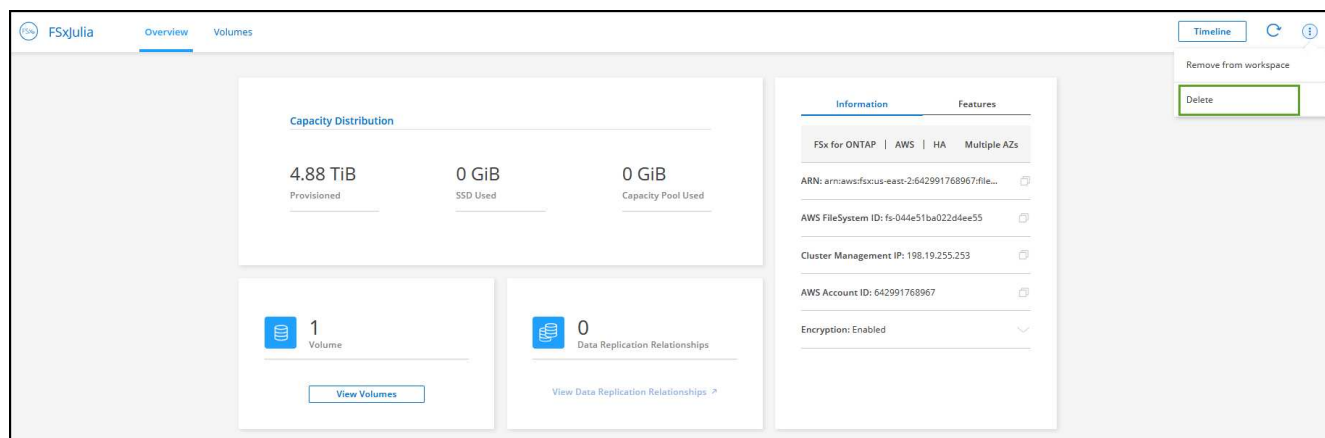 FSxN FSxJulia Overview Volumes Timeline
Remove from workspace
Delete
Capacity Distribution
4.88 TiB 0 GiB 0 GiB
Provisioned SSD Used Capacity Pool Used
Information Features
FSx for ONTAP | AWS | HA Multiple AZs
ARN: arn:aws:fsx:us-east-2:642991768967:file...
AWS FileSystem ID: fs-044e51ba022d4ee55
Cluster Management IP: 198.19.255.253
AWS Account ID: 642991768967
Encryption: Enabled
1
Volume
View Volumes
0
Data Replication Relationships
View Data Replication Relationships